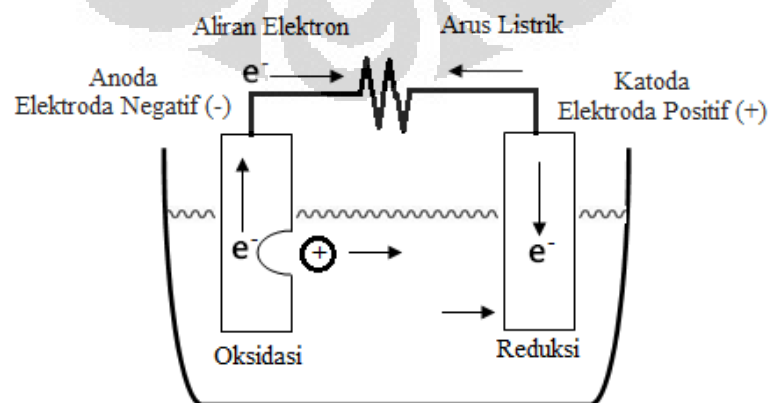 Aliran Elektron
Arus Listrik
e-
Anoda
Elektroda Negatif (-)
Katoda
Elektroda Positif (+)
e-
+
e-
Oksidasi
Reduksi